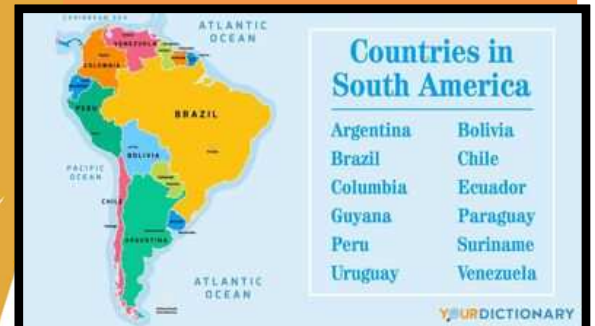 CARIBBEAN SEA
ATLANTIC
OCEAN
VENEZUELA
COLOMBIA
PERU
BRAZIL
BOLIVIA
PACIFIC
OCEAN
CHILE
ARGENTINA
ATLANTIC
OCEAN
Countries in
South America
Argentina Bolivia
Brazil Chile
Columbia Ecuador
Guyana Paraguay
Peru Suriname
Uruguay Venezuela
YOURDICTIONARY